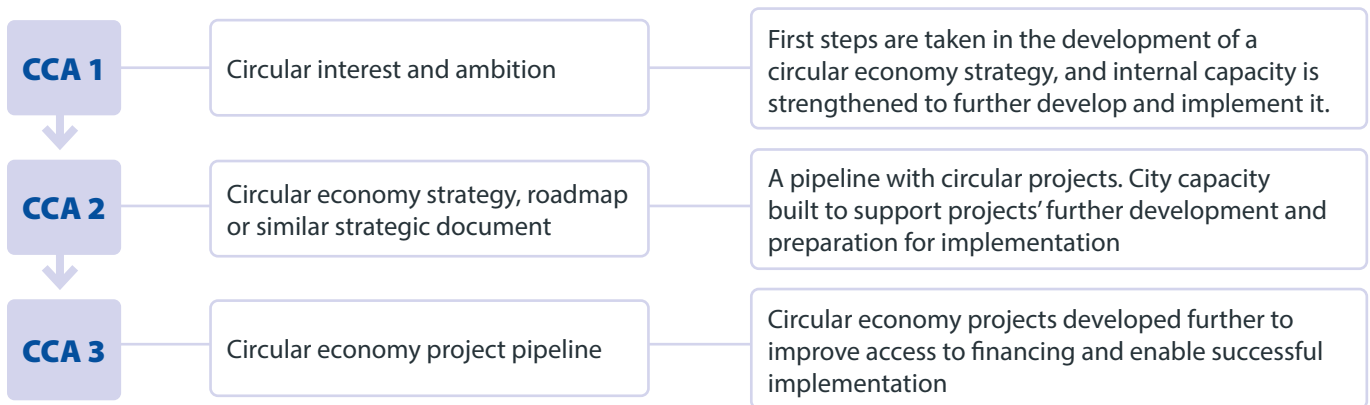 CCA 1
Circular interest and ambition
First steps are taken in the development of a
circular economy strategy, and internal capacity is
strengthened to further develop and implement it.
CCA 2
Circular economy strategy, roadmap
or similar strategic document
A pipeline with circular projects. City capacity
built to support projects’ further development and
preparation for implementation
CCA 3
Circular economy project pipeline
Circular economy projects developed further to
improve access to financing and enable successful
implementation